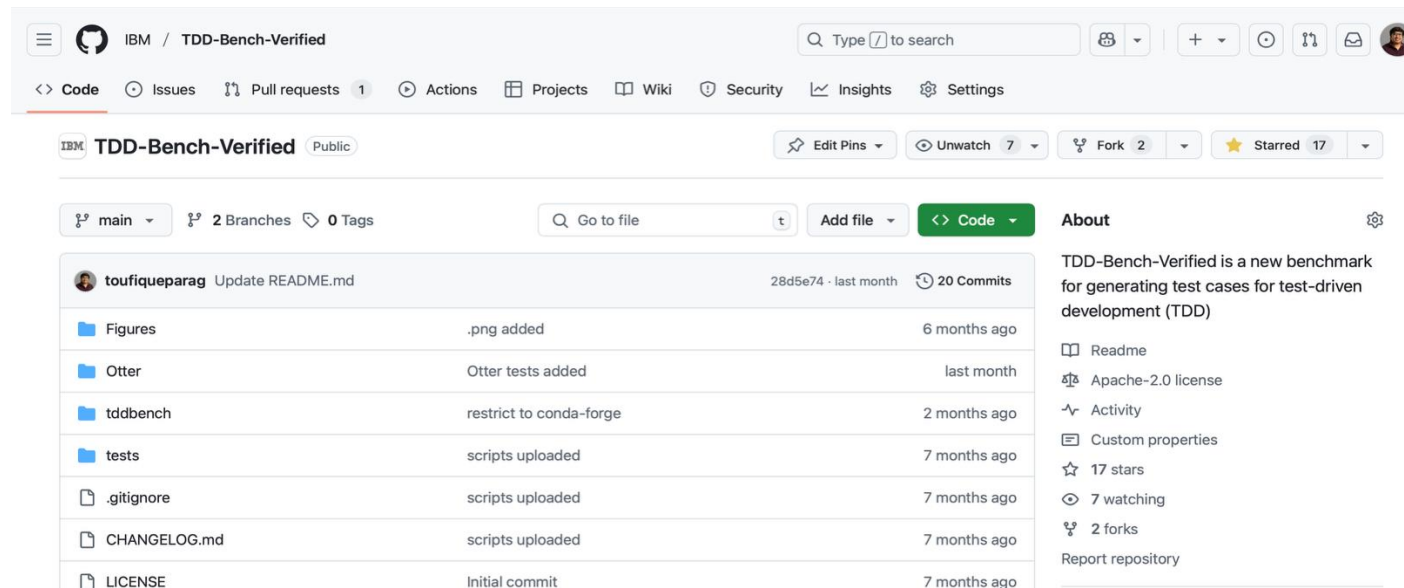 IBM / TDD-Bench-Verified
Type / to search
Code Issues Pull requests 1 Actions Projects Wiki Security Insights Settings
IBM TDD-Bench-Verified Public
Edit Pins Unwatch 7 Fork 2 Starred 17
main 2 Branches 0 Tags
Go to file t Add file Code
toufiqueparag Update README.md 28d5e74 · last month 20 Commits
Figures .png added 6 months ago
Otter Otter tests added last month
tddbench restrict to conda-forge 2 months ago
tests scripts uploaded 7 months ago
.gitignore scripts uploaded 7 months ago
CHANGELOG.md scripts uploaded 7 months ago
LICENSE Initial commit 7 months ago
About
TDD-Bench-Verified is a new benchmark
for generating test cases for test-driven
development (TDD)
Readme
Apache-2.0 license
Activity
Custom properties
17 stars
7 watching
2 forks
Report repository